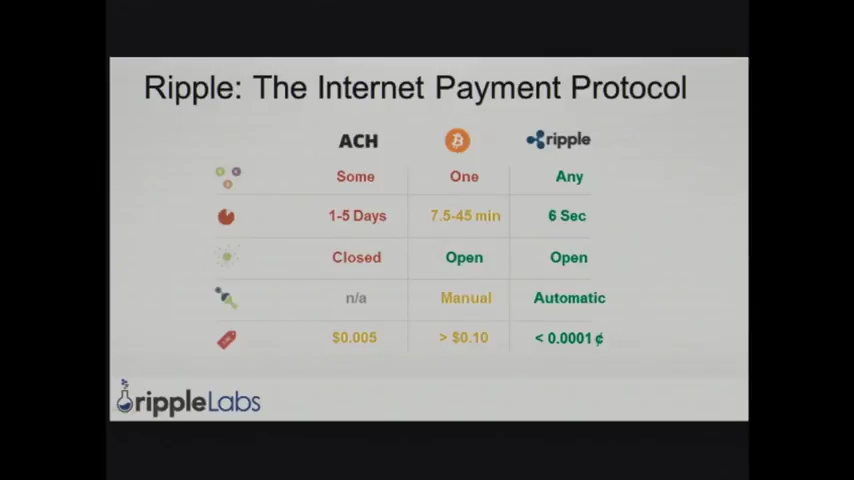 Ripple: The Internet Payment Protocol
ACH ripple
Some One Any
1-5 Days 7.5-45 min 6 Sec
Closed Open Open
n/a Manual Automatic
$0.005 > $0.10 < 0.0001 ¢
rippleLabs